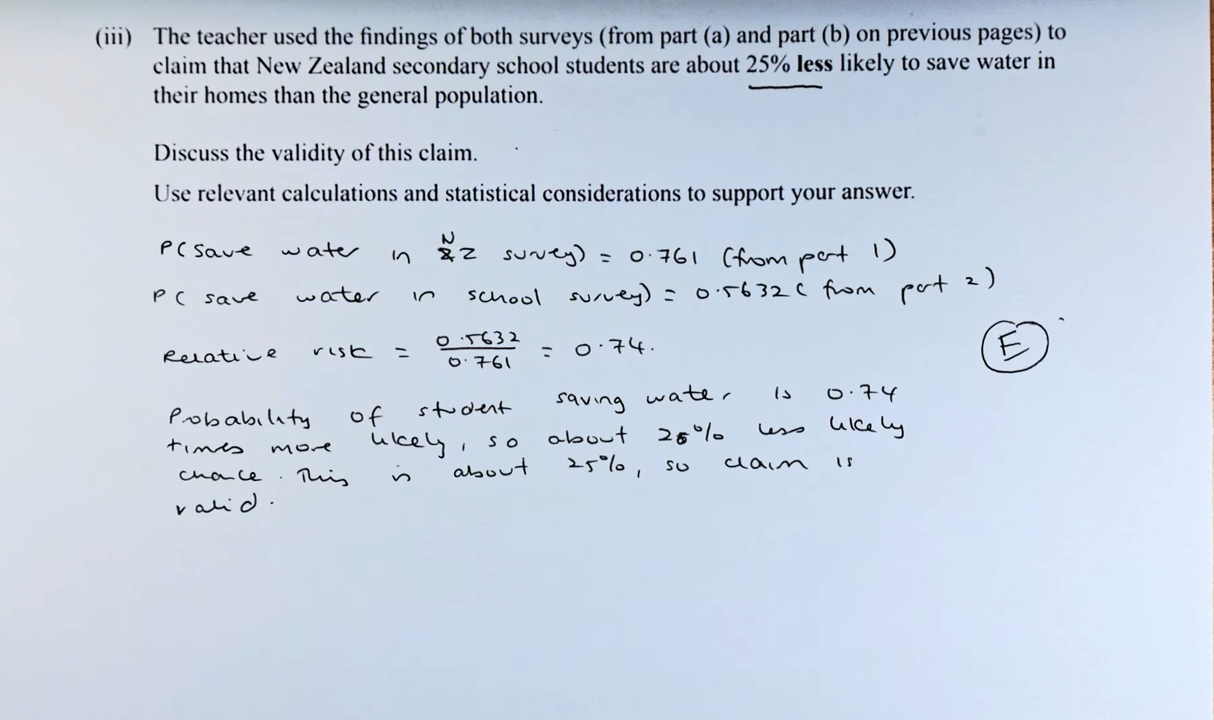 (iii) The teacher used the findings of both surveys (from part (a) and part (b) on previous pages) to
claim that New Zealand secondary school students are about 25% less likely to save water in
their homes than the general population.
Discuss the validity of this claim.
Use relevant calculations and statistical considerations to support your answer.
P(Save water in NZ survey) = 0.761 (from part 1)
P( save water in school survey) = 0.5632 ( from part 2)
Relative risk = 0.5632 / 0.761 = 0.74.
E
Probability of student saving water is 0.74
times more likely, so about 26% less likely
chance. This is about 25%, so claim is
valid.